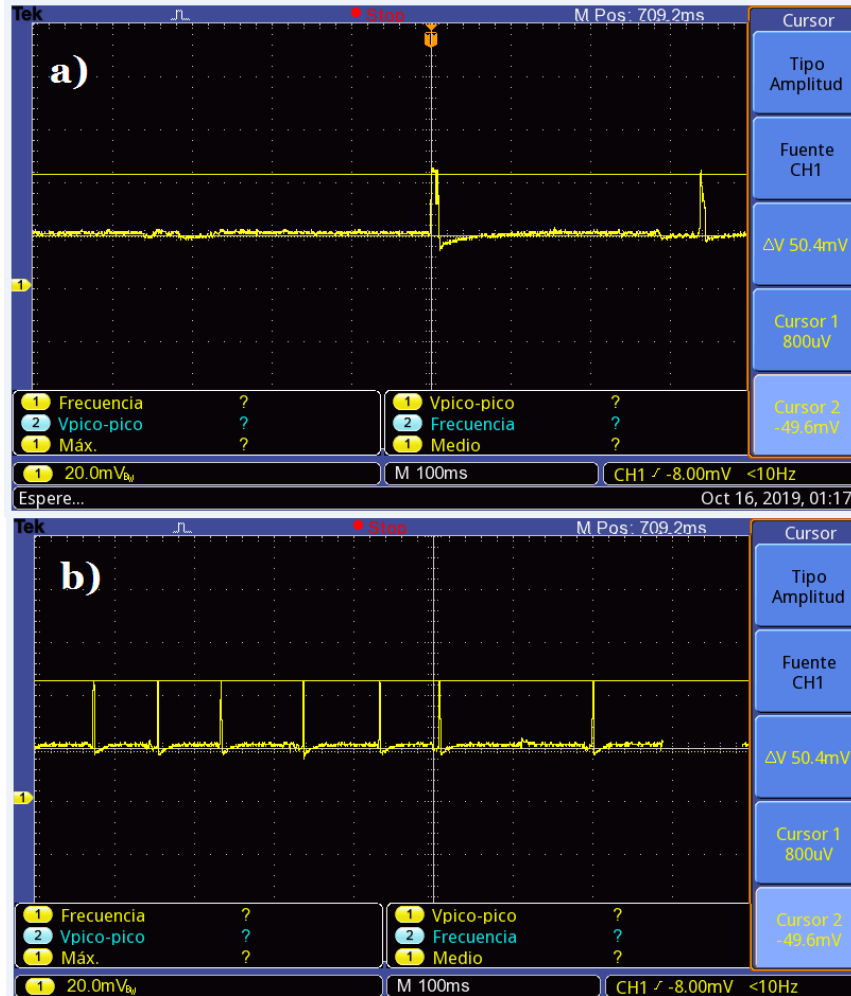 Tek
Stop
M Pos: 709.2ms
Cursor
a)
Tipo
Amplitud
Fuente
CH1
ΔV 50.4mV
Cursor 1
800uV
Cursor 2
-49.6mV
1
1 Frecuencia ?
2 Vpico-pico ?
1 Máx. ?
1 Vpico-pico ?
2 Frecuencia ?
1 Medio ?
1 20.0mVBW
M 100ms
CH1 / -8.00mV <10Hz
Espere...
Oct 16, 2019, 01:17
Tek
Stop
M Pos: 709.2ms
Cursor
b)
Tipo
Amplitud
Fuente
CH1
ΔV 50.4mV
Cursor 1
800uV
Cursor 2
-49.6mV
1
1 Frecuencia ?
2 Vpico-pico ?
1 Máx. ?
1 Vpico-pico ?
2 Frecuencia ?
1 Medio ?
1 20.0mVBW
M 100ms
CH1 / -8.00mV <10Hz